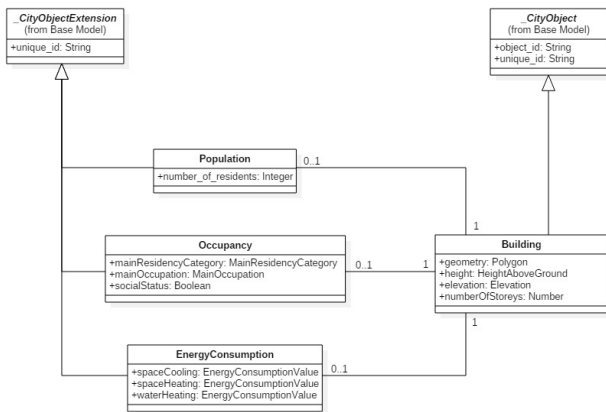 _CityObjectExtension
(from Base Model)
+unique_id: String
_CityObject
(from Base Model)
+object_id: String
+unique_id: String
Population
+number_of_residents: Integer
0..1
1
Occupancy
+mainResidencyCategory: MainResidencyCategory
+mainOccupation: MainOccupation
+socialStatus: Boolean
0..1
1
Building
+geometry: Polygon
+height: HeightAboveGround
+elevation: Elevation
+numberOfStoreys: Number
1
EnergyConsumption
+spaceCooling: EnergyConsumptionValue
+spaceHeating: EnergyConsumptionValue
+waterHeating: EnergyConsumptionValue
0..1